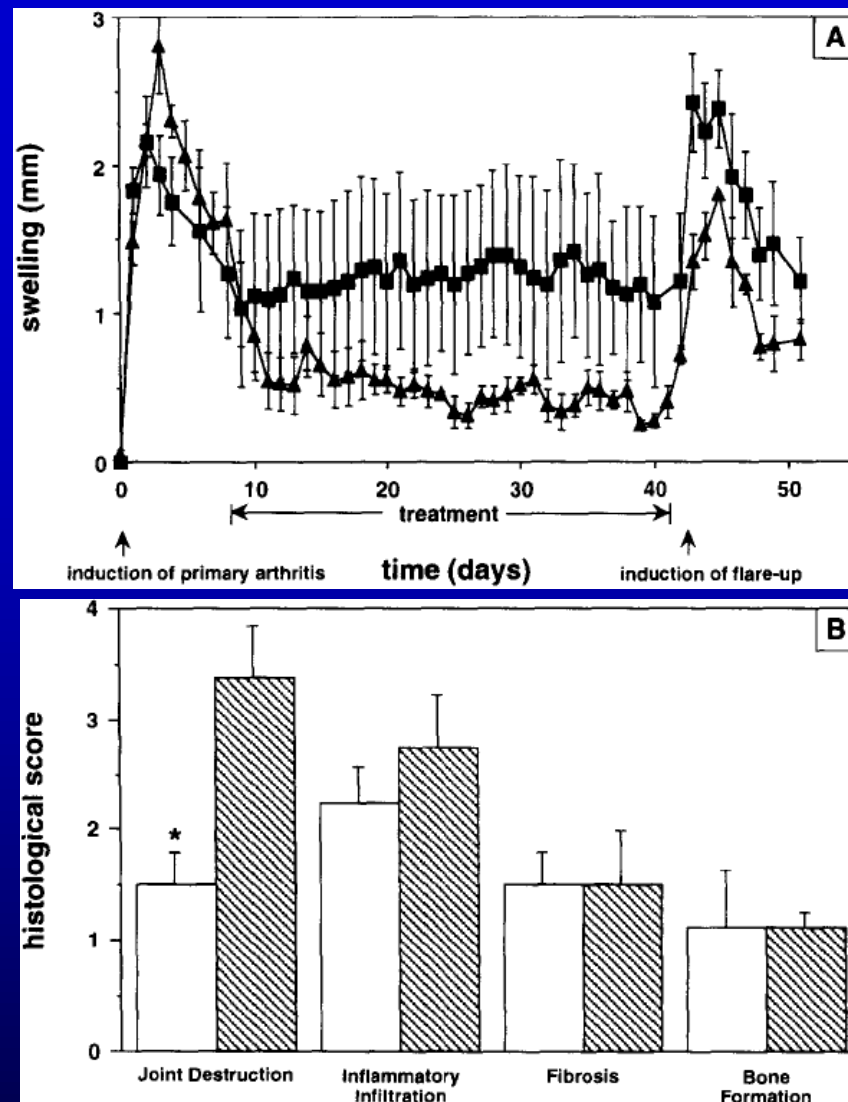 A
3
2
1
0
swelling (mm)
0 10 20 30 40 50
treatment
induction of primary arthritis time (days) induction of flare-up
B
4
3
2
1
0
histological score
*
Joint Destruction Inflammatory Fibrosis Bone
Infiltration Formation